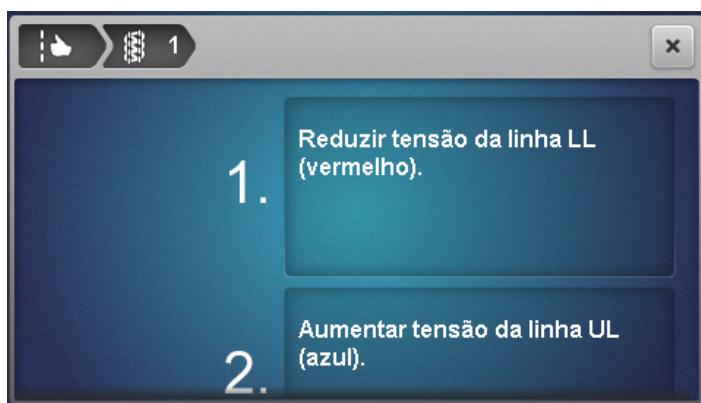 1
1.
Reduzir tensão da linha LL
(vermelho).
2.
Aumentar tensão da linha UL
(azul).